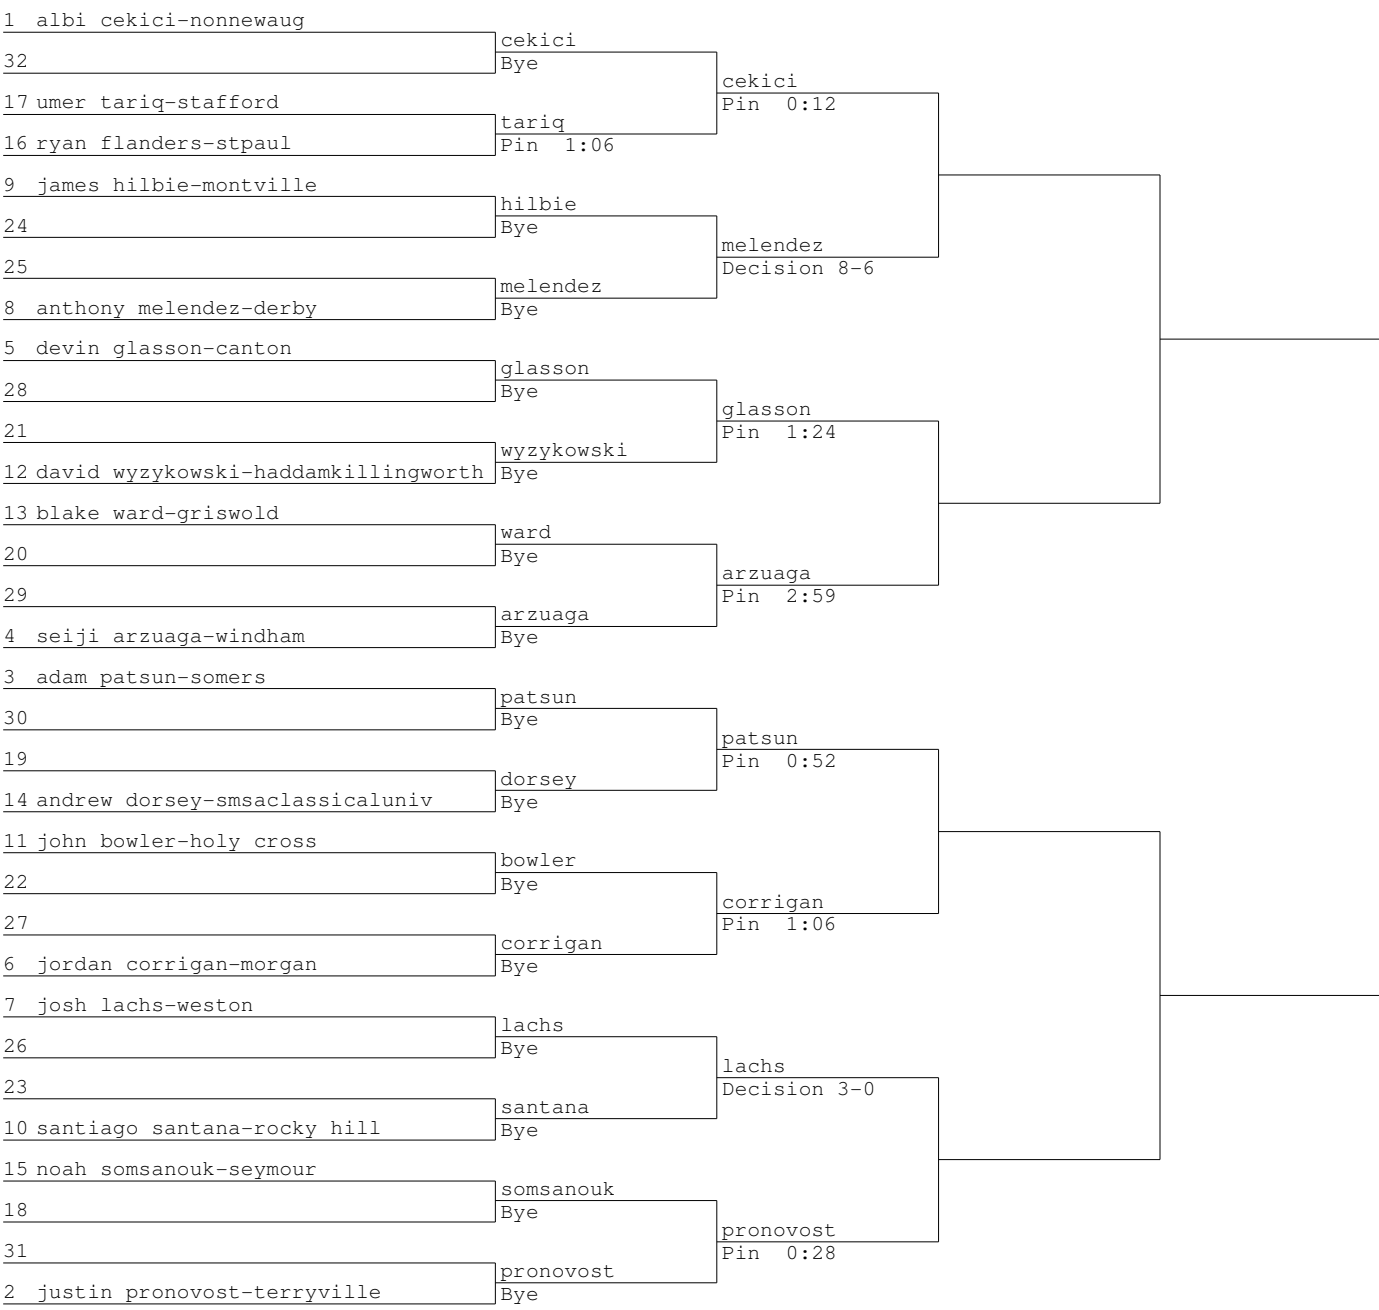 1 albi cekici-nonnewaug
cekici
32
Bye
cekici
17 umer tariq-stafford
Pin 0:12
tariq
16 ryan flanders-stpaul
Pin 1:06
9 james hilbie-montville
hilbie
24
Bye
melendez
25
Decision 8-6
melendez
8 anthony melendez-derby
Bye
5 devin glasson-canton
glasson
28
Bye
glasson
21
Pin 1:24
wyzykowski
12 david wyzykowski-haddamkillingworth
Bye
13 blake ward-griswold
ward
20
Bye
arzuaga
29
Pin 2:59
arzuaga
4 seiji arzuaga-windham
Bye
3 adam patsun-somers
patsun
30
Bye
patsun
19
Pin 0:52
dorsey
14 andrew dorsey-smsaclassicaluniv
Bye
11 john bowler-holy cross
bowler
22
Bye
corrigan
27
Pin 1:06
corrigan
6 jordan corrigan-morgan
Bye
7 josh lachs-weston
lachs
26
Bye
lachs
23
Decision 3-0
santana
10 santiago santana-rocky hill
Bye
15 noah somsanouk-seymour
somsanouk
18
Bye
pronovost
31
Pin 0:28
pronovost
2 justin pronovost-terryville
Bye